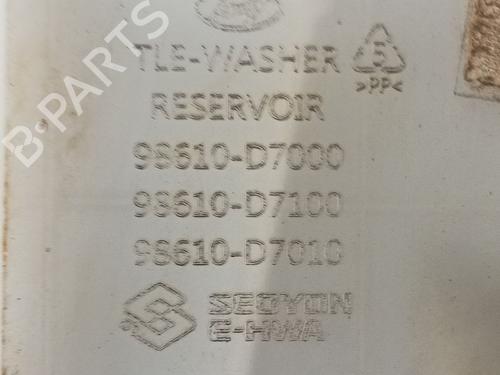 B-PARTS
TLE-WASHER
RESERVOIR
5
>PP<
98610-D7000
98610-D7100
98610-D7010
SEOYON
E-HWA